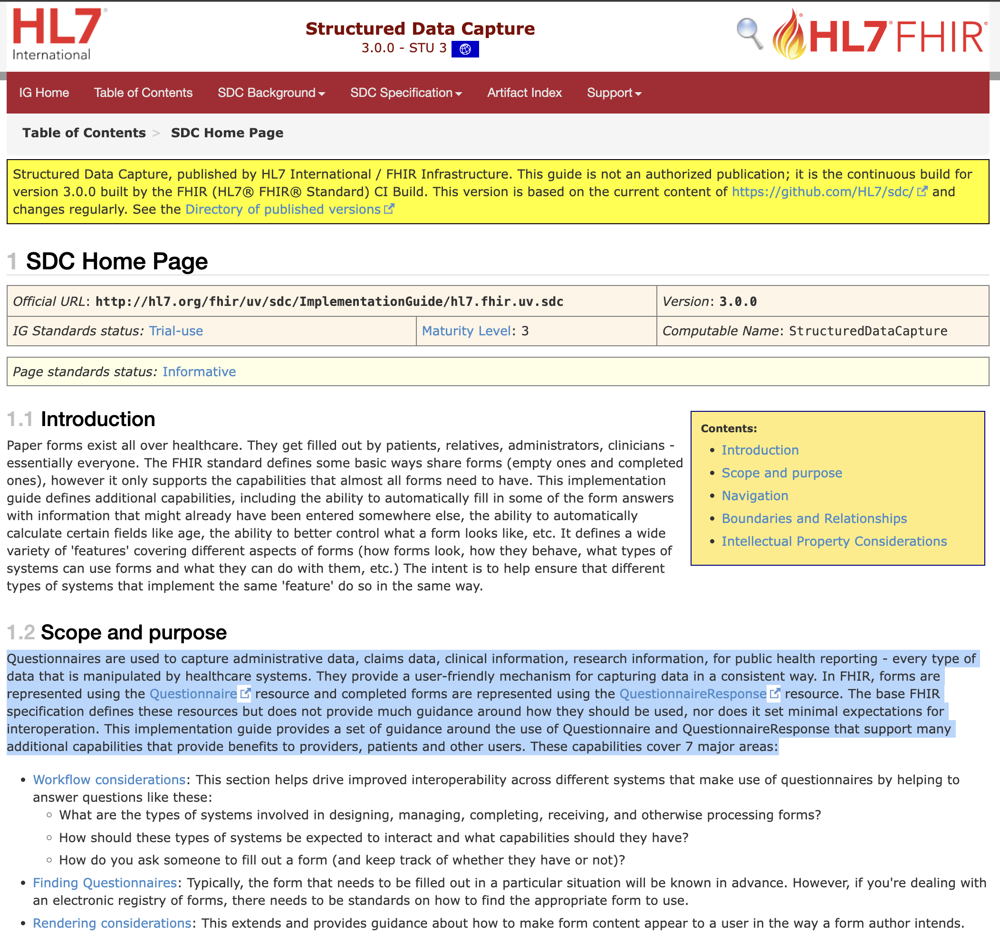 HL7®
International
Structured Data Capture
3.0.0 - STU 3
HL7® FHIR®
IG Home
Table of Contents
SDC Background
SDC Specification
Artifact Index
Support
Table of Contents > SDC Home Page
Structured Data Capture, published by HL7 International / FHIR Infrastructure. This guide is not an authorized publication; it is the continuous build for
version 3.0.0 built by the FHIR (HL7® FHIR® Standard) CI Build. This version is based on the current content of https://github.com/HL7/sdc/ and
changes regularly. See the Directory of published versions
1 SDC Home Page
Official URL: http://hl7.org/fhir/uv/sdc/ImplementationGuide/hl7.fhir.uv.sdc
Version: 3.0.0
IG Standards status: Trial-use
Maturity Level: 3
Computable Name: StructuredDataCapture
Page standards status: Informative
1.1 Introduction
Paper forms exist all over healthcare. They get filled out by patients, relatives, administrators, clinicians -
essentially everyone. The FHIR standard defines some basic ways share forms (empty ones and completed
ones), however it only supports the capabilities that almost all forms need to have. This implementation
guide defines additional capabilities, including the ability to automatically fill in some of the form answers
with information that might already have been entered somewhere else, the ability to automatically
calculate certain fields like age, the ability to better control what a form looks like, etc. It defines a wide
variety of 'features' covering different aspects of forms (how forms look, how they behave, what types of
systems can use forms and what they can do with them, etc.) The intent is to help ensure that different
types of systems that implement the same 'feature' do so in the same way.
Contents:
• Introduction
• Scope and purpose
• Navigation
• Boundaries and Relationships
• Intellectual Property Considerations
1.2 Scope and purpose
Questionnaires are used to capture administrative data, claims data, clinical information, research information, for public health reporting - every type of
data that is manipulated by healthcare systems. They provide a user-friendly mechanism for capturing data in a consistent way. In FHIR, forms are
represented using the Questionnaire resource and completed forms are represented using the QuestionnaireResponse resource. The base FHIR
specification defines these resources but does not provide much guidance around how they should be used, nor does it set minimal expectations for
interoperation. This implementation guide provides a set of guidance around the use of Questionnaire and QuestionnaireResponse that support many
additional capabilities that provide benefits to providers, patients and other users. These capabilities cover 7 major areas:
• Workflow considerations: This section helps drive improved interoperability across different systems that make use of questionnaires by helping to
answer questions like these:
◦ What are the types of systems involved in designing, managing, completing, receiving, and otherwise processing forms?
◦ How should these types of systems be expected to interact and what capabilities should they have?
◦ How do you ask someone to fill out a form (and keep track of whether they have or not)?
• Finding Questionnaires: Typically, the form that needs to be filled out in a particular situation will be known in advance. However, if you're dealing with
an electronic registry of forms, there needs to be standards on how to find the appropriate form to use.
• Rendering considerations: This extends and provides guidance about how to make form content appear to a user in the way a form author intends.